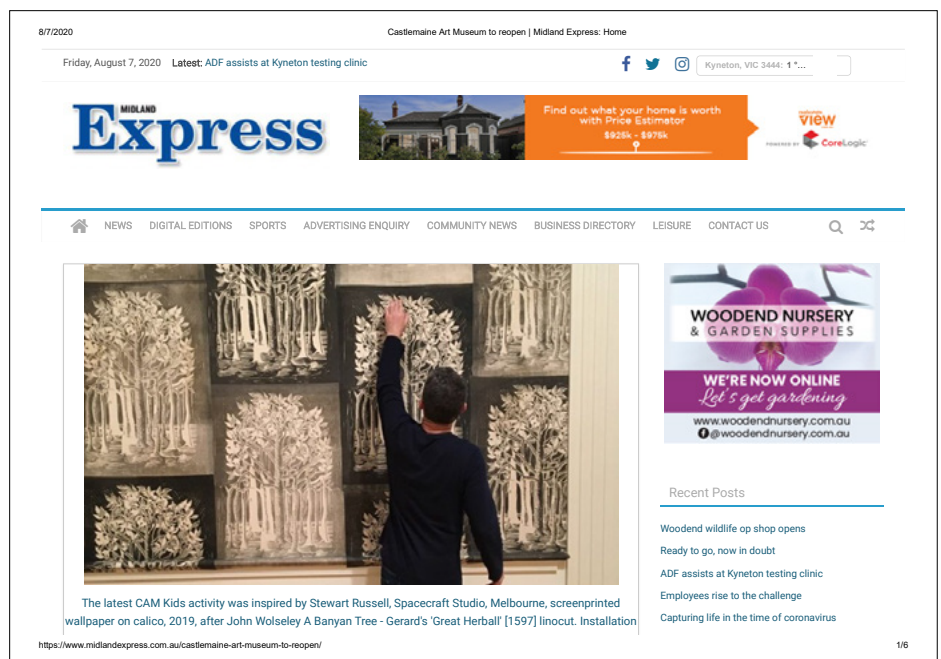 8/7/2020
Castlemaine Art Museum to reopen | Midland Express: Home
Friday, August 7, 2020 Latest: ADF assists at Kyneton testing clinic
Kyneton, VIC 3444: 1 °...
MIDLAND
Express
Find out what your home is worth
with Price Estimator
$925k - $975k
view
POWERED BY CoreLogic
NEWS DIGITAL EDITIONS SPORTS ADVERTISING ENQUIRY COMMUNITY NEWS BUSINESS DIRECTORY LEISURE CONTACT US
The latest CAM Kids activity was inspired by Stewart Russell, Spacecraft Studio, Melbourne, screenprinted
wallpaper on calico, 2019, after John Wolseley A Banyan Tree - Gerard's 'Great Herball' [1597] linocut. Installation
WOODEND NURSERY
& GARDEN SUPPLIES
WE'RE NOW ONLINE
Let's get gardening
www.woodendnursery.com.au
@woodendnursery.com.au
Recent Posts
Woodend wildlife op shop opens
Ready to go, now in doubt
ADF assists at Kyneton testing clinic
Employees rise to the challenge
Capturing life in the time of coronavirus
https://www.midlandexpress.com.au/castlemaine-art-museum-to-reopen/
1/6